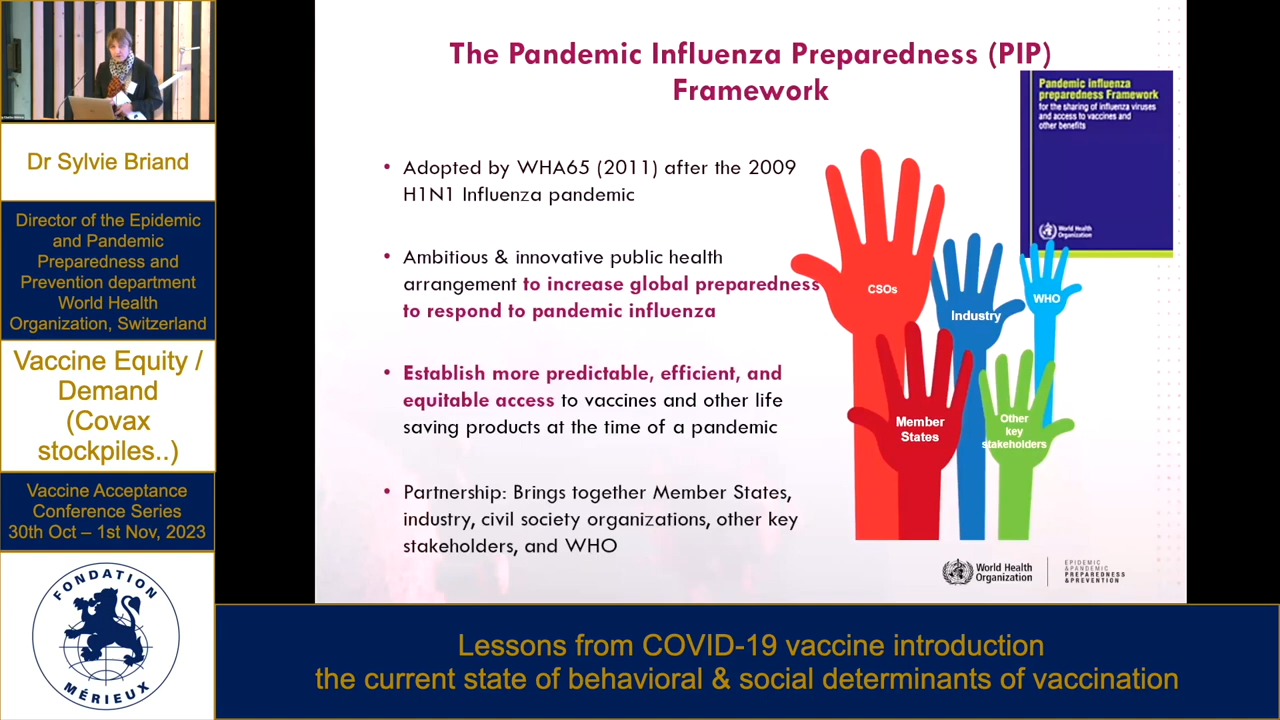 Dr Sylvie Briand
Director of the Epidemic
and Pandemic
Preparedness and
Prevention department
World Health
Organization, Switzerland
Vaccine Equity /
Demand
(Covax
stockpiles..)
Vaccine Acceptance
Conference Series
30th Oct – 1st Nov, 2023
FONDATION
MÉRIEUX
The Pandemic Influenza Preparedness (PIP)
Framework
• Adopted by WHA65 (2011) after the 2009
H1N1 Influenza pandemic
• Ambitious & innovative public health
arrangement to increase global preparedness
to respond to pandemic influenza
• Establish more predictable, efficient, and
equitable access to vaccines and other life
saving products at the time of a pandemic
• Partnership: Brings together Member States,
industry, civil society organizations, other key
stakeholders, and WHO
Pandemic influenza
preparedness Framework
for the sharing of influenza viruses
and access to vaccines and
other benefits
World Health
Organization
CSOs
Industry
WHO
Member
States
Other
key
stakeholders
World Health
Organization
EPIDEMIC
&PANDEMIC
PREPAREDNESS
&PREVENTION
Lessons from COVID-19 vaccine introduction
the current state of behavioral & social determinants of vaccination